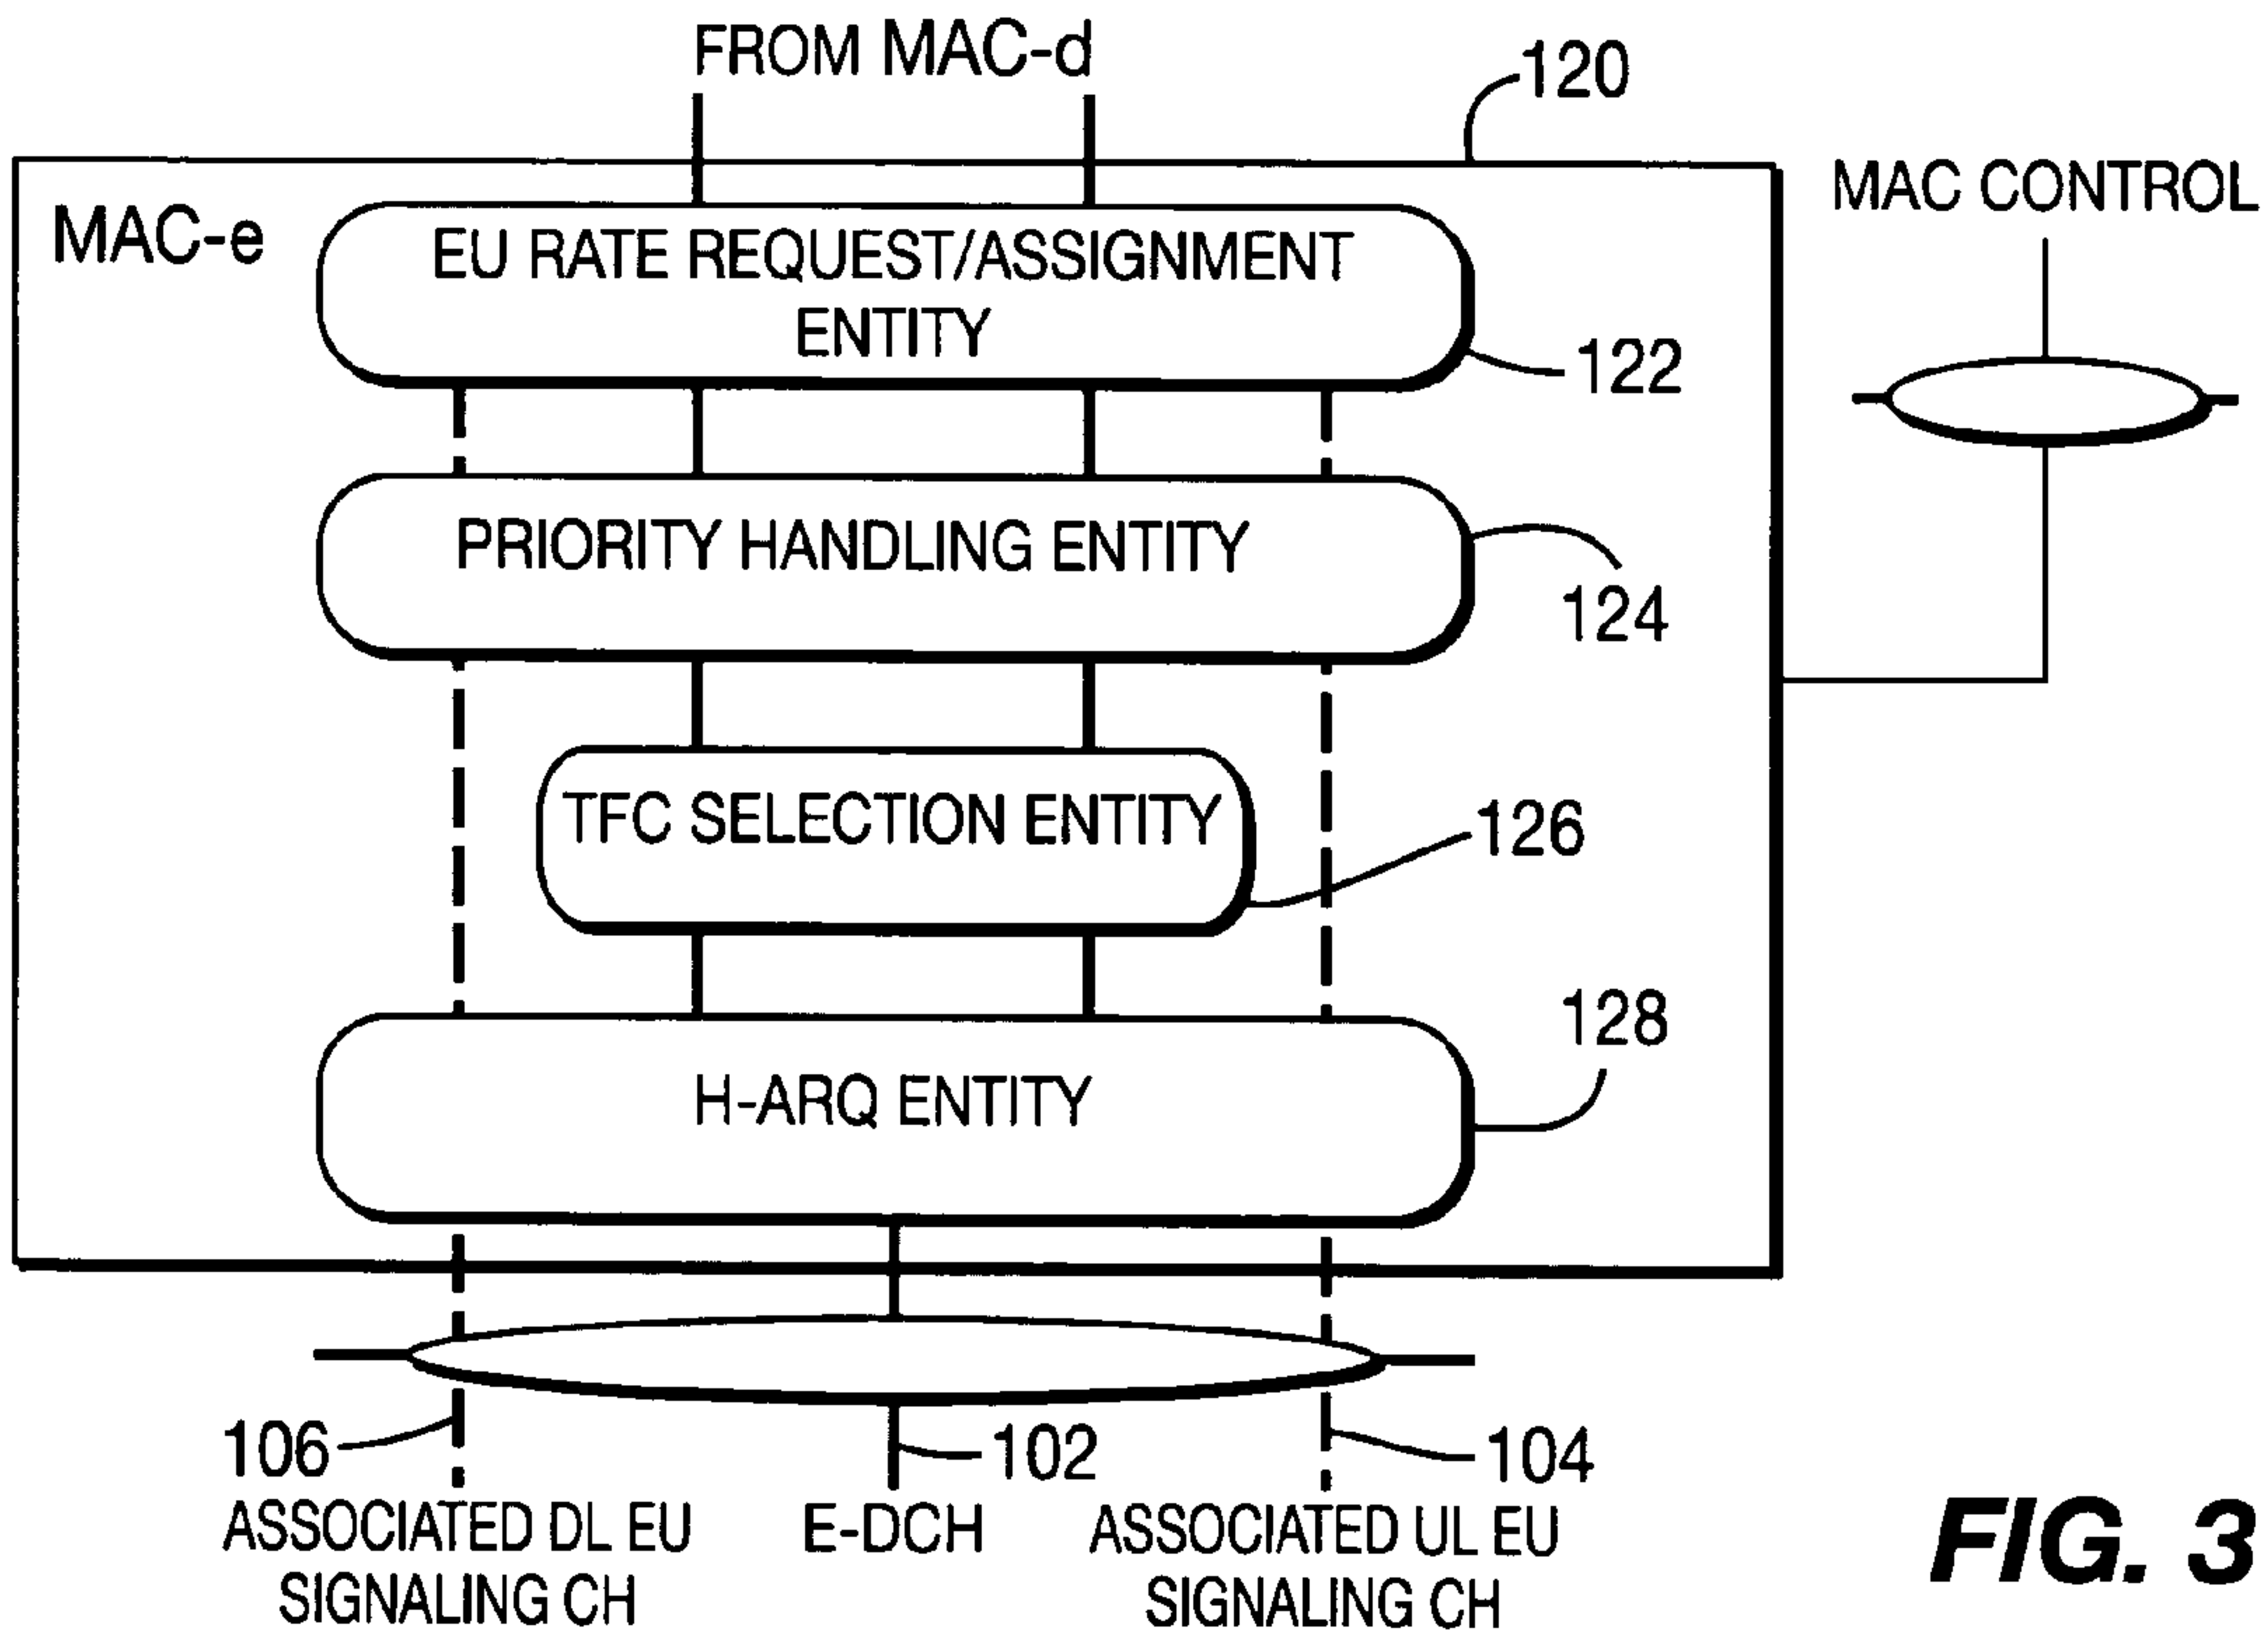 FROM MAC-d
120
MAC CONTROL
MAC-e
EU RATE REQUEST/ASSIGNMENT
ENTITY
122
PRIORITY HANDLING ENTITY
124
TFC SELECTION ENTITY
126
128
H-ARQ ENTITY
106
102
104
ASSOCIATED DL EU
SIGNALING CH
E-DCH
ASSOCIATED UL EU
SIGNALING CH
FIG. 3